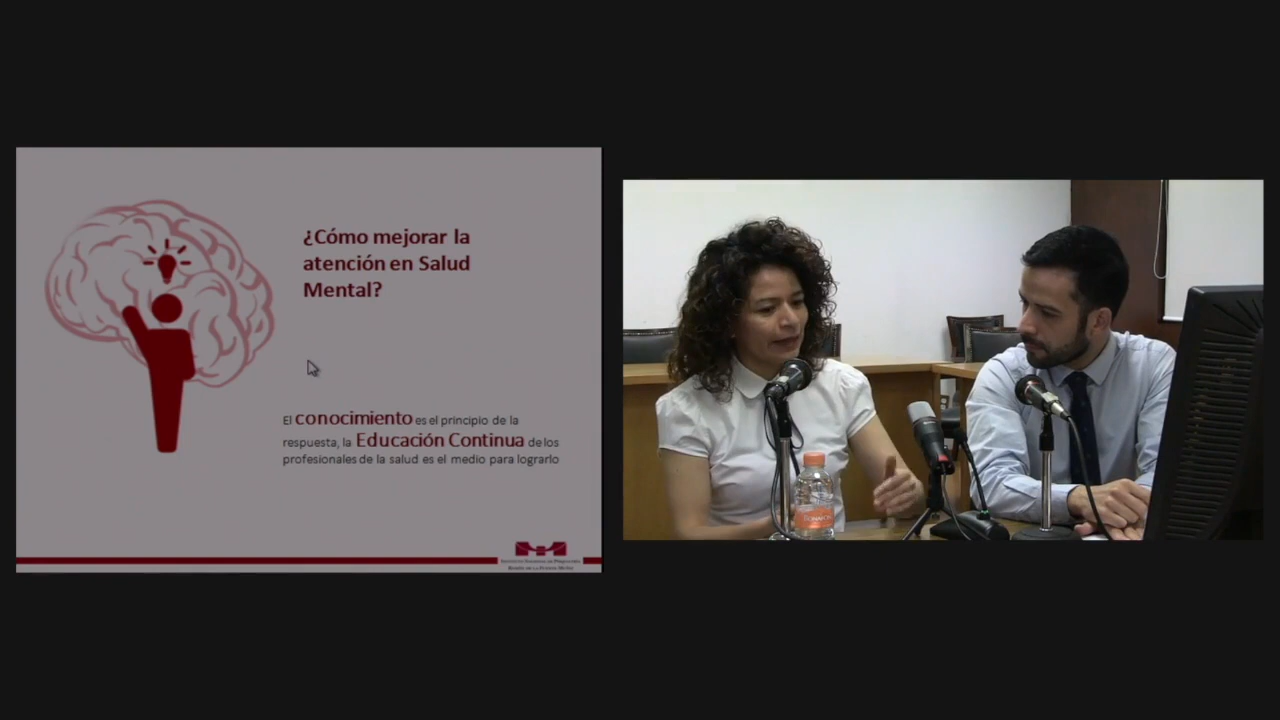 ¿Cómo mejorar la
atención en Salud
Mental?
El conocimiento es el principio de la
respuesta, la Educación Continua de los
profesionales de la salud es el medio para lograrlo
BONAFONT